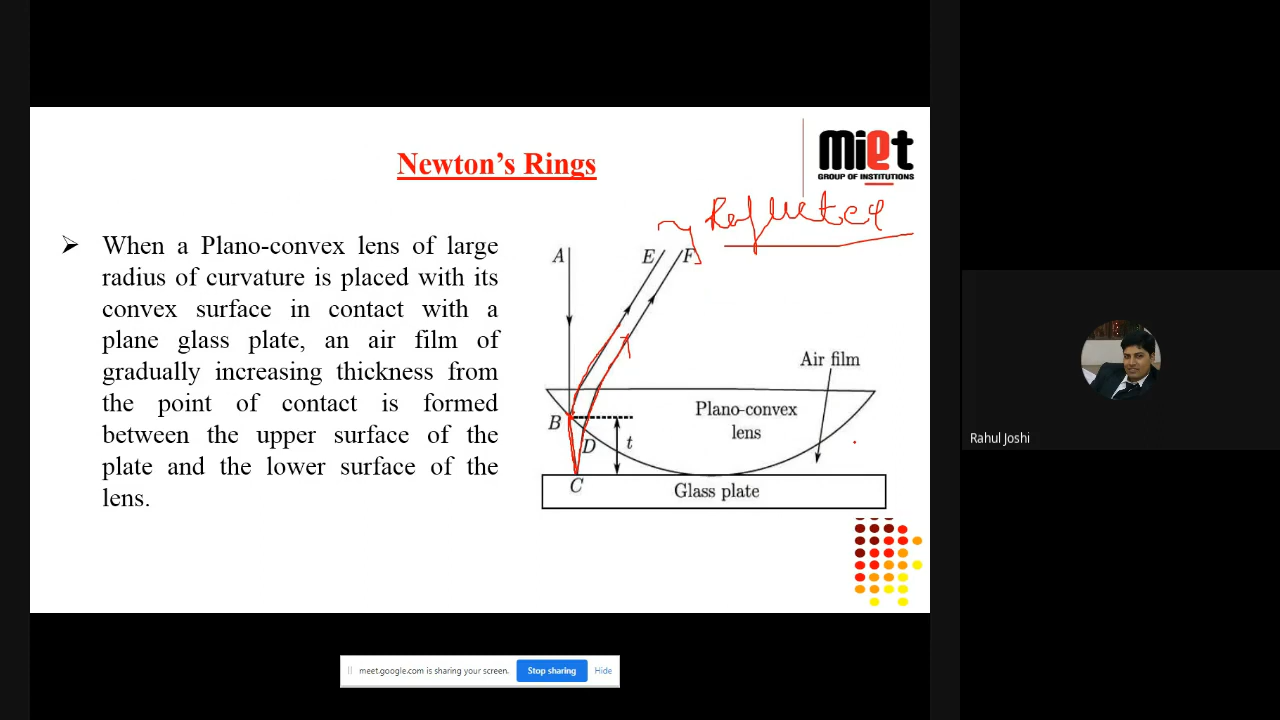 Newton's Rings
miet
GROUP OF INSTITUTIONS
Reflected
➢ When a Plano-convex lens of large
radius of curvature is placed with its
convex surface in contact with a
plane glass plate, an air film of
gradually increasing thickness from
the point of contact is formed
between the upper surface of the
plate and the lower surface of the
lens.
A
E
F
Air film
Plano-convex
lens
B
D
t
C
Glass plate
Rahul Joshi
meet.google.com is sharing your screen.
Stop sharing
Hide